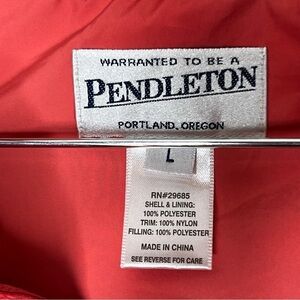 WARRANTED TO BE A
PENDLETON
PORTLAND, OREGON
L
RN#29685
SHELL & LINING:
100% POLYESTER
TRIM: 100% NYLON
FILLING: 100% POLYESTER
MADE IN CHINA
SEE REVERSE FOR CARE